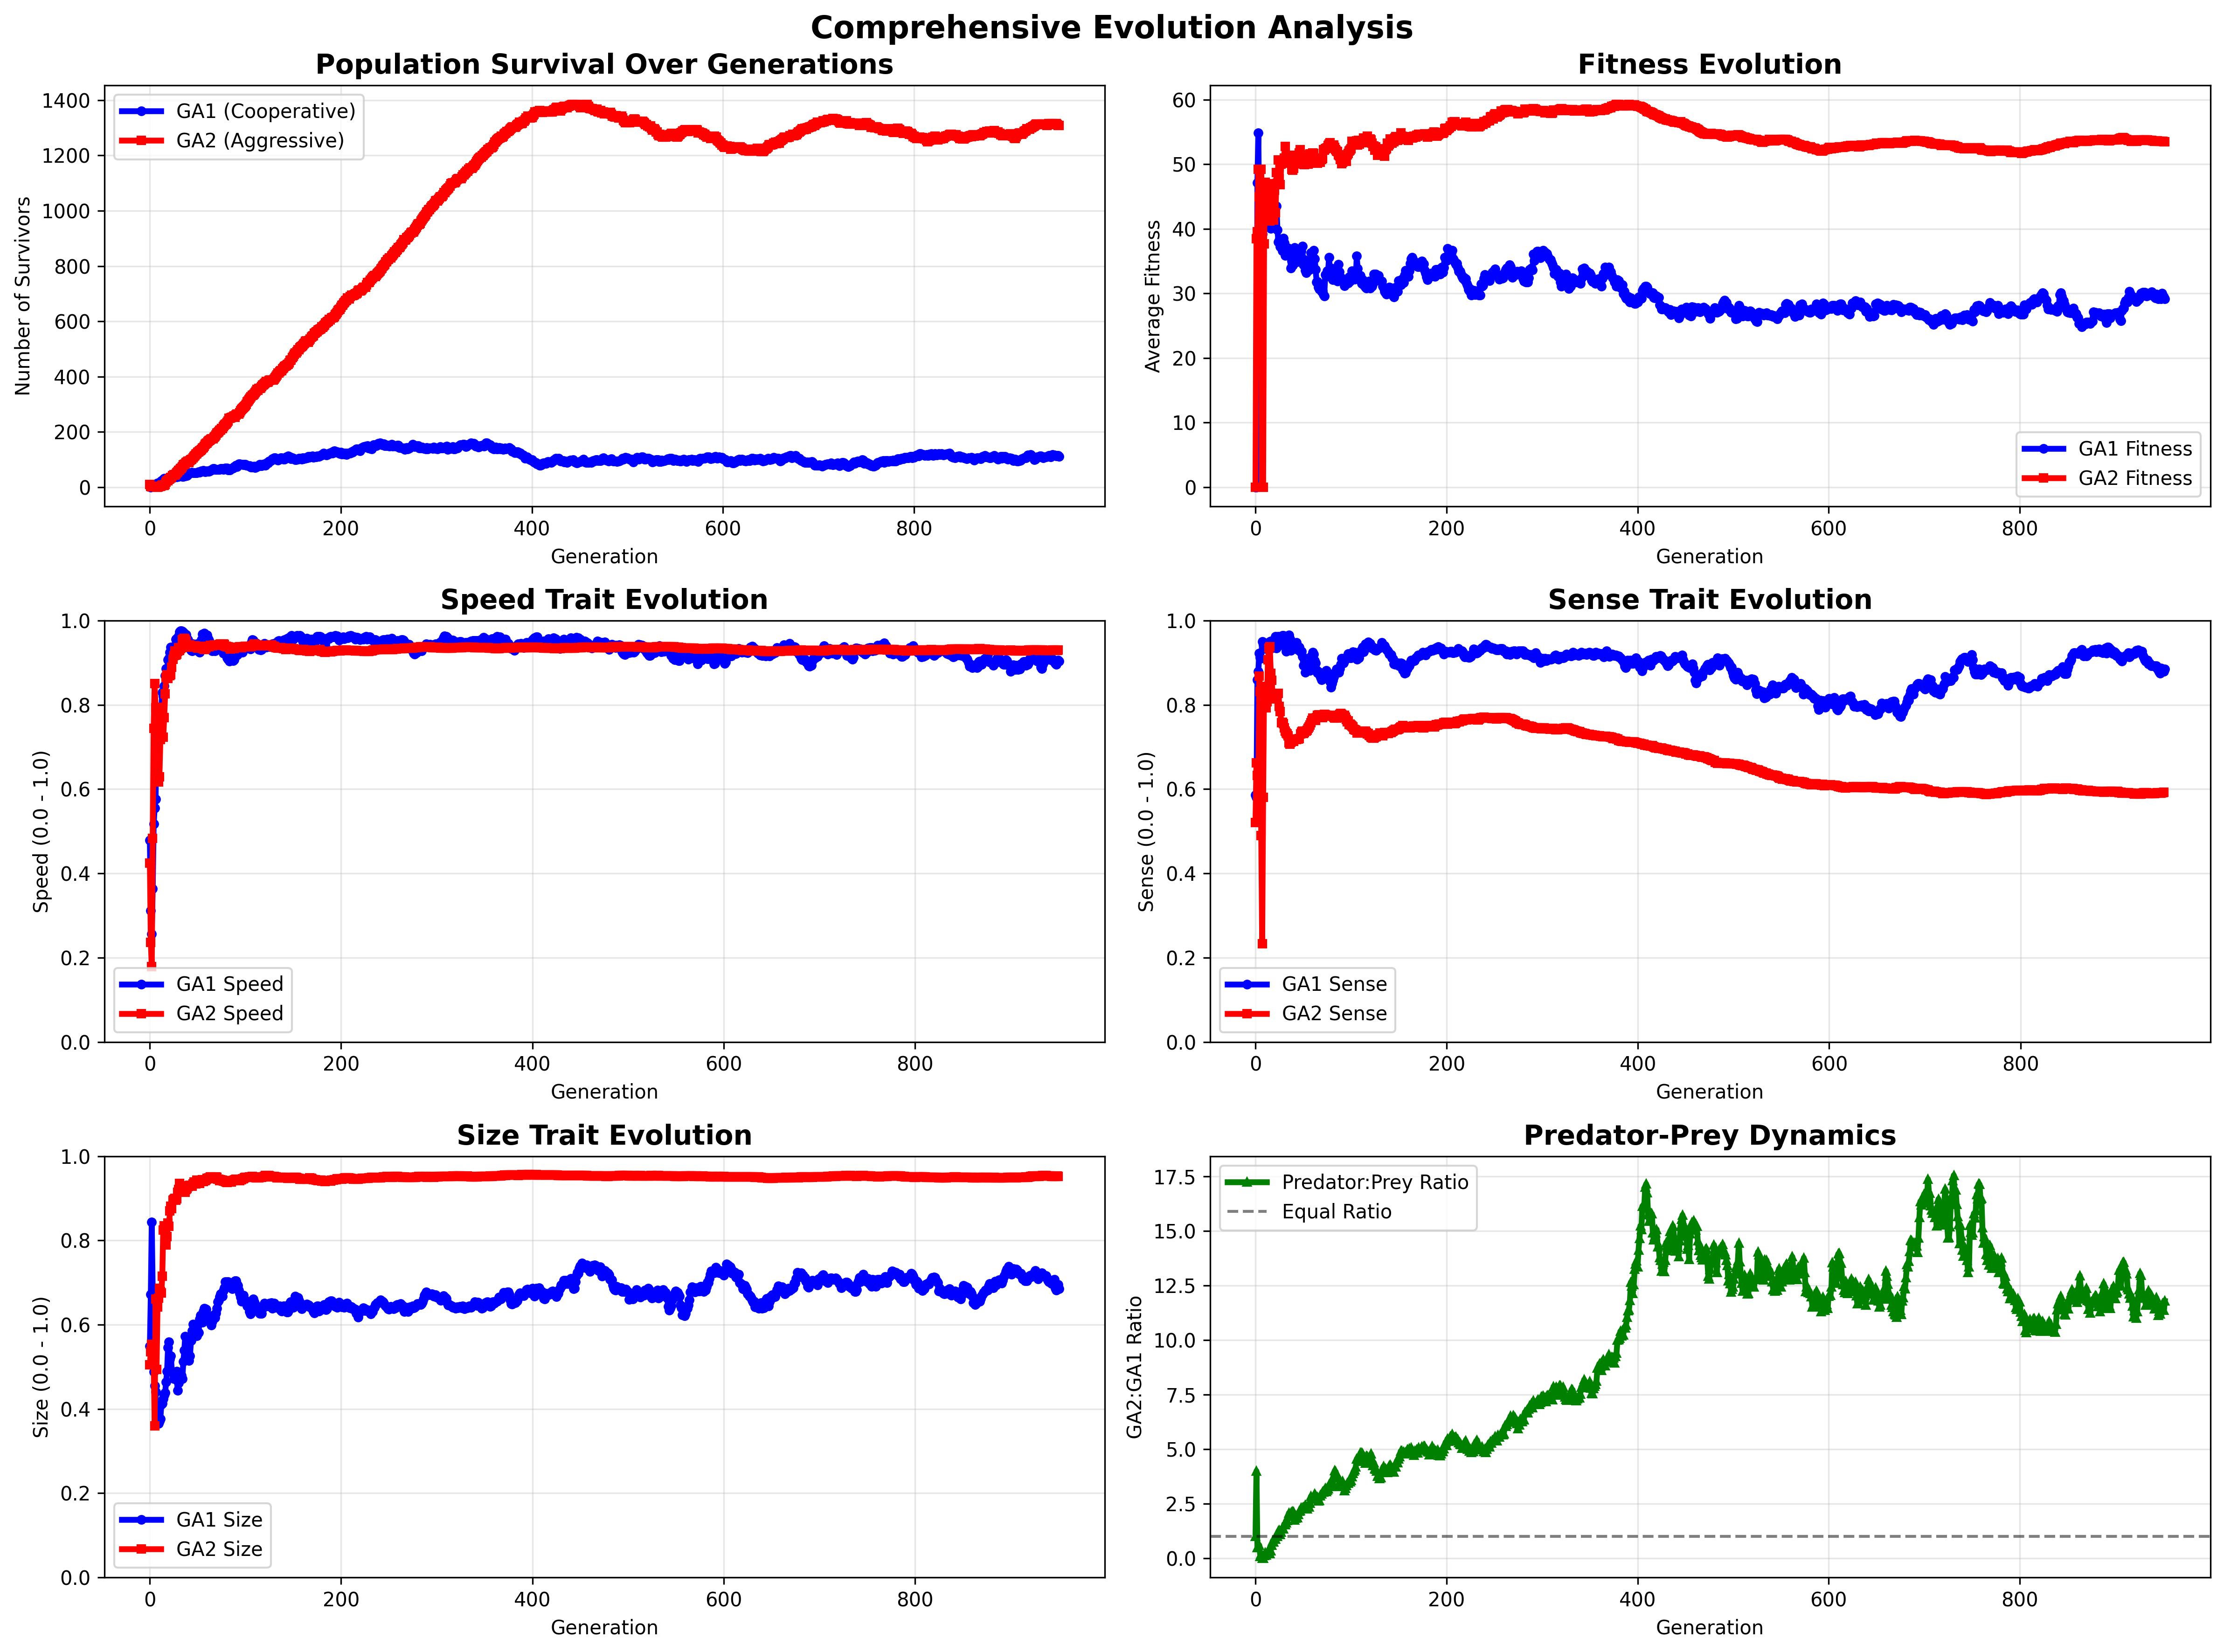 Comprehensive Evolution Analysis
Population Survival Over Generations
1400
1200
1000
800
600
400
200
0
Number of Survivors
GA1 (Cooperative)
GA2 (Aggressive)
0 200 400 600 800
Generation
Fitness Evolution
60
50
40
30
20
10
0
Average Fitness
GA1 Fitness
GA2 Fitness
0 200 400 600 800
Generation
Speed Trait Evolution
1.0
0.8
0.6
0.4
0.2
0.0
Speed (0.0 - 1.0)
GA1 Speed
GA2 Speed
0 200 400 600 800
Generation
Sense Trait Evolution
1.0
0.8
0.6
0.4
0.2
0.0
Sense (0.0 - 1.0)
GA1 Sense
GA2 Sense
0 200 400 600 800
Generation
Size Trait Evolution
1.0
0.8
0.6
0.4
0.2
0.0
Size (0.0 - 1.0)
GA1 Size
GA2 Size
0 200 400 600 800
Generation
Predator-Prey Dynamics
17.5
15.0
12.5
10.0
7.5
5.0
2.5
0.0
GA2:GA1 Ratio
Predator:Prey Ratio
Equal Ratio
0 200 400 600 800
Generation